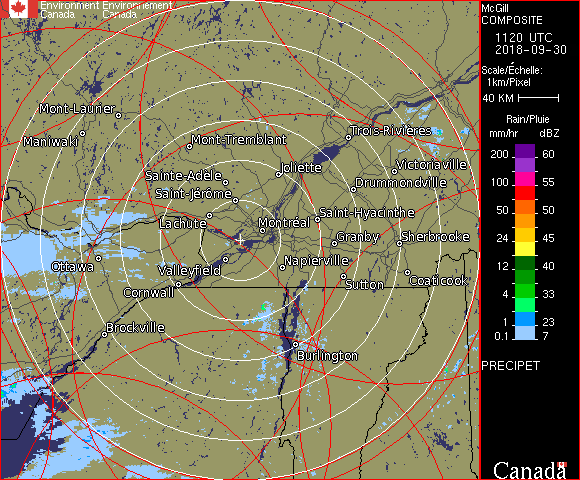 Environment Environnement
Canada Canada
McGill
COMPOSITE
1120 UTC
2018-09-30
Scale/Échelle:
1km/Pixel
40 KM
Rain/Pluie
mm/hr dBZ
200 60
100 55
50 50
24 45
12 40
4 33
1 23
0.1 7
PRECIPET
Canada
Mont-Laurier
Maniwaki
Mont-Tremblant
Trois-Rivières
Sainte-Adèle
Joliette
Victoriaville
Saint-Jérôme
Drummondville
Lachute
Montréal
Saint-Hyacinthe
Granby
Sherbrooke
Ottawa
Valleyfield
Napierville
Cornwall
Sutton
Coaticook
Brockville
Burlington